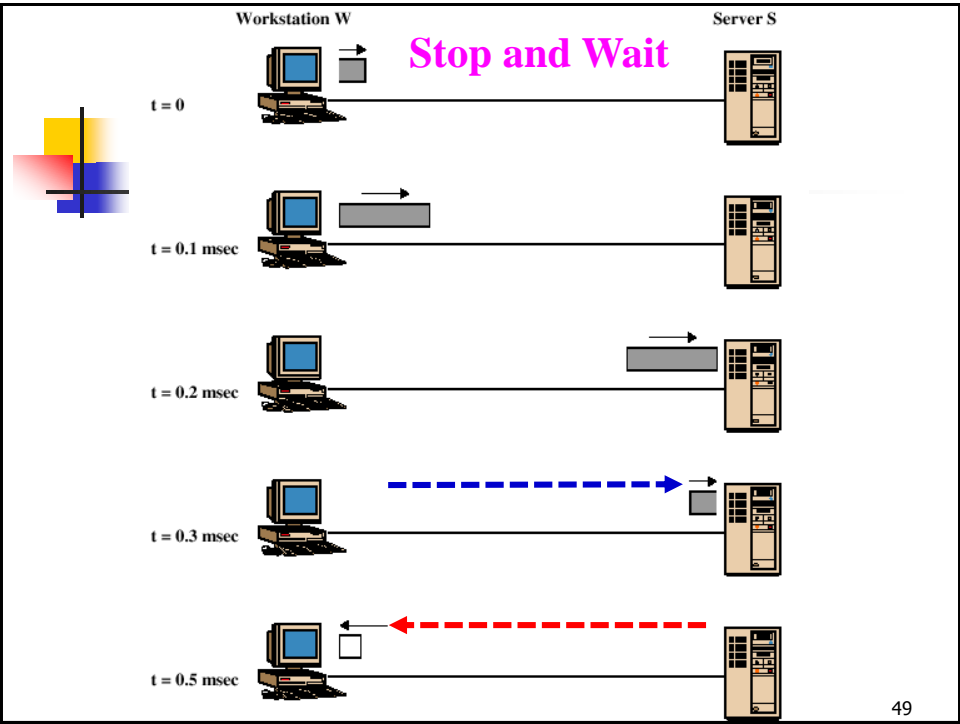 Workstation W
Server S
Stop and Wait
t = 0
t = 0.1 msec
t = 0.2 msec
t = 0.3 msec
t = 0.5 msec
49